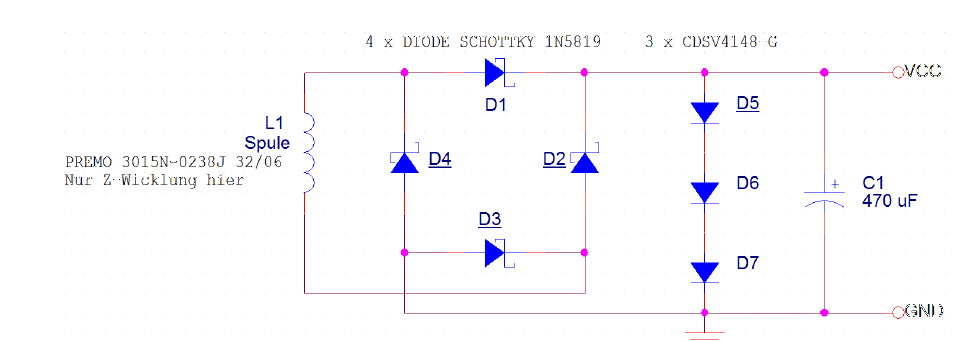 4 x DIODE SCHOTTKY 1N5819
3 x CDSV4148-G
VCC
D1
D5
L1
Spule
PREMO 3015N-0238J 32/06
Nur Z-Wicklung hier
D4
D2
D6
C1
+
470 uF
D3
D7
GND